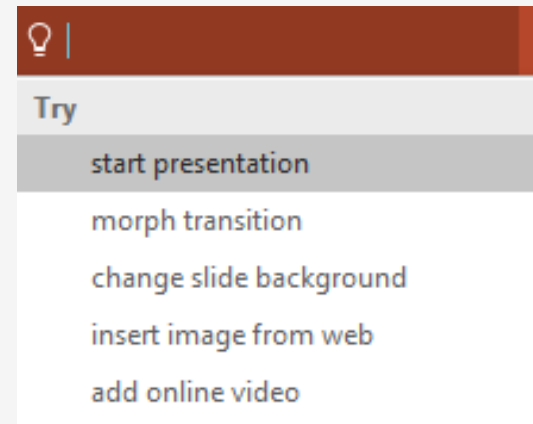 Try
start presentation
morph transition
change slide background
insert image from web
add online video